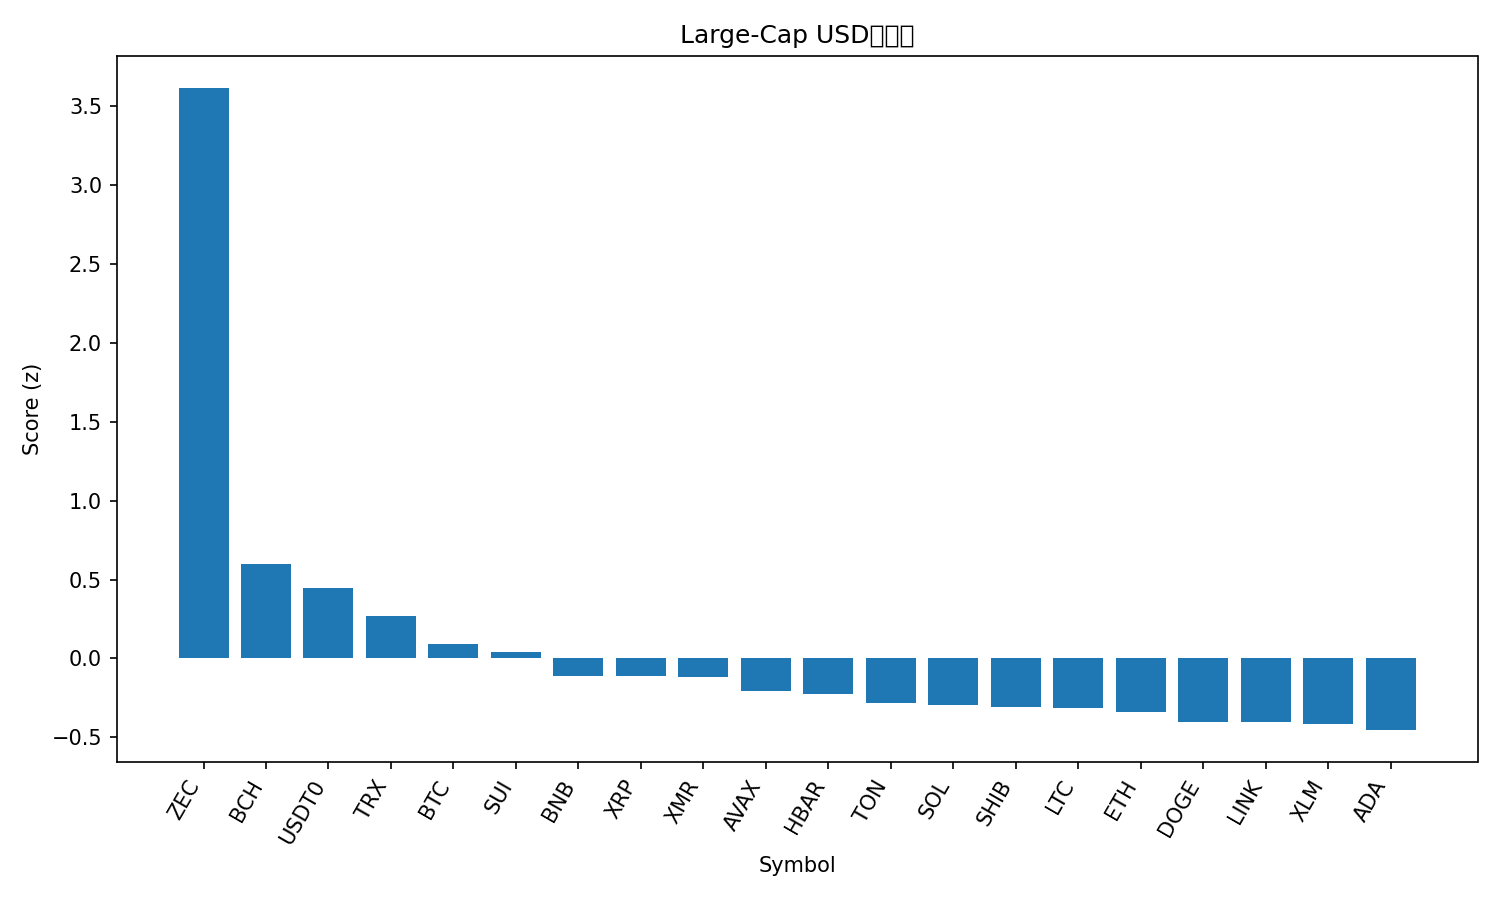 Large-Cap USD
3.5
3.0
2.5
2.0
1.5
1.0
0.5
0.0
−0.5
Score (z)
ZEC
BCH
USDT0
TRX
BTC
SUI
BNB
XRP
XMR
AVAX
HBAR
TON
SOL
SHIB
LTC
ETH
DOGE
LINK
XLM
ADA
Symbol